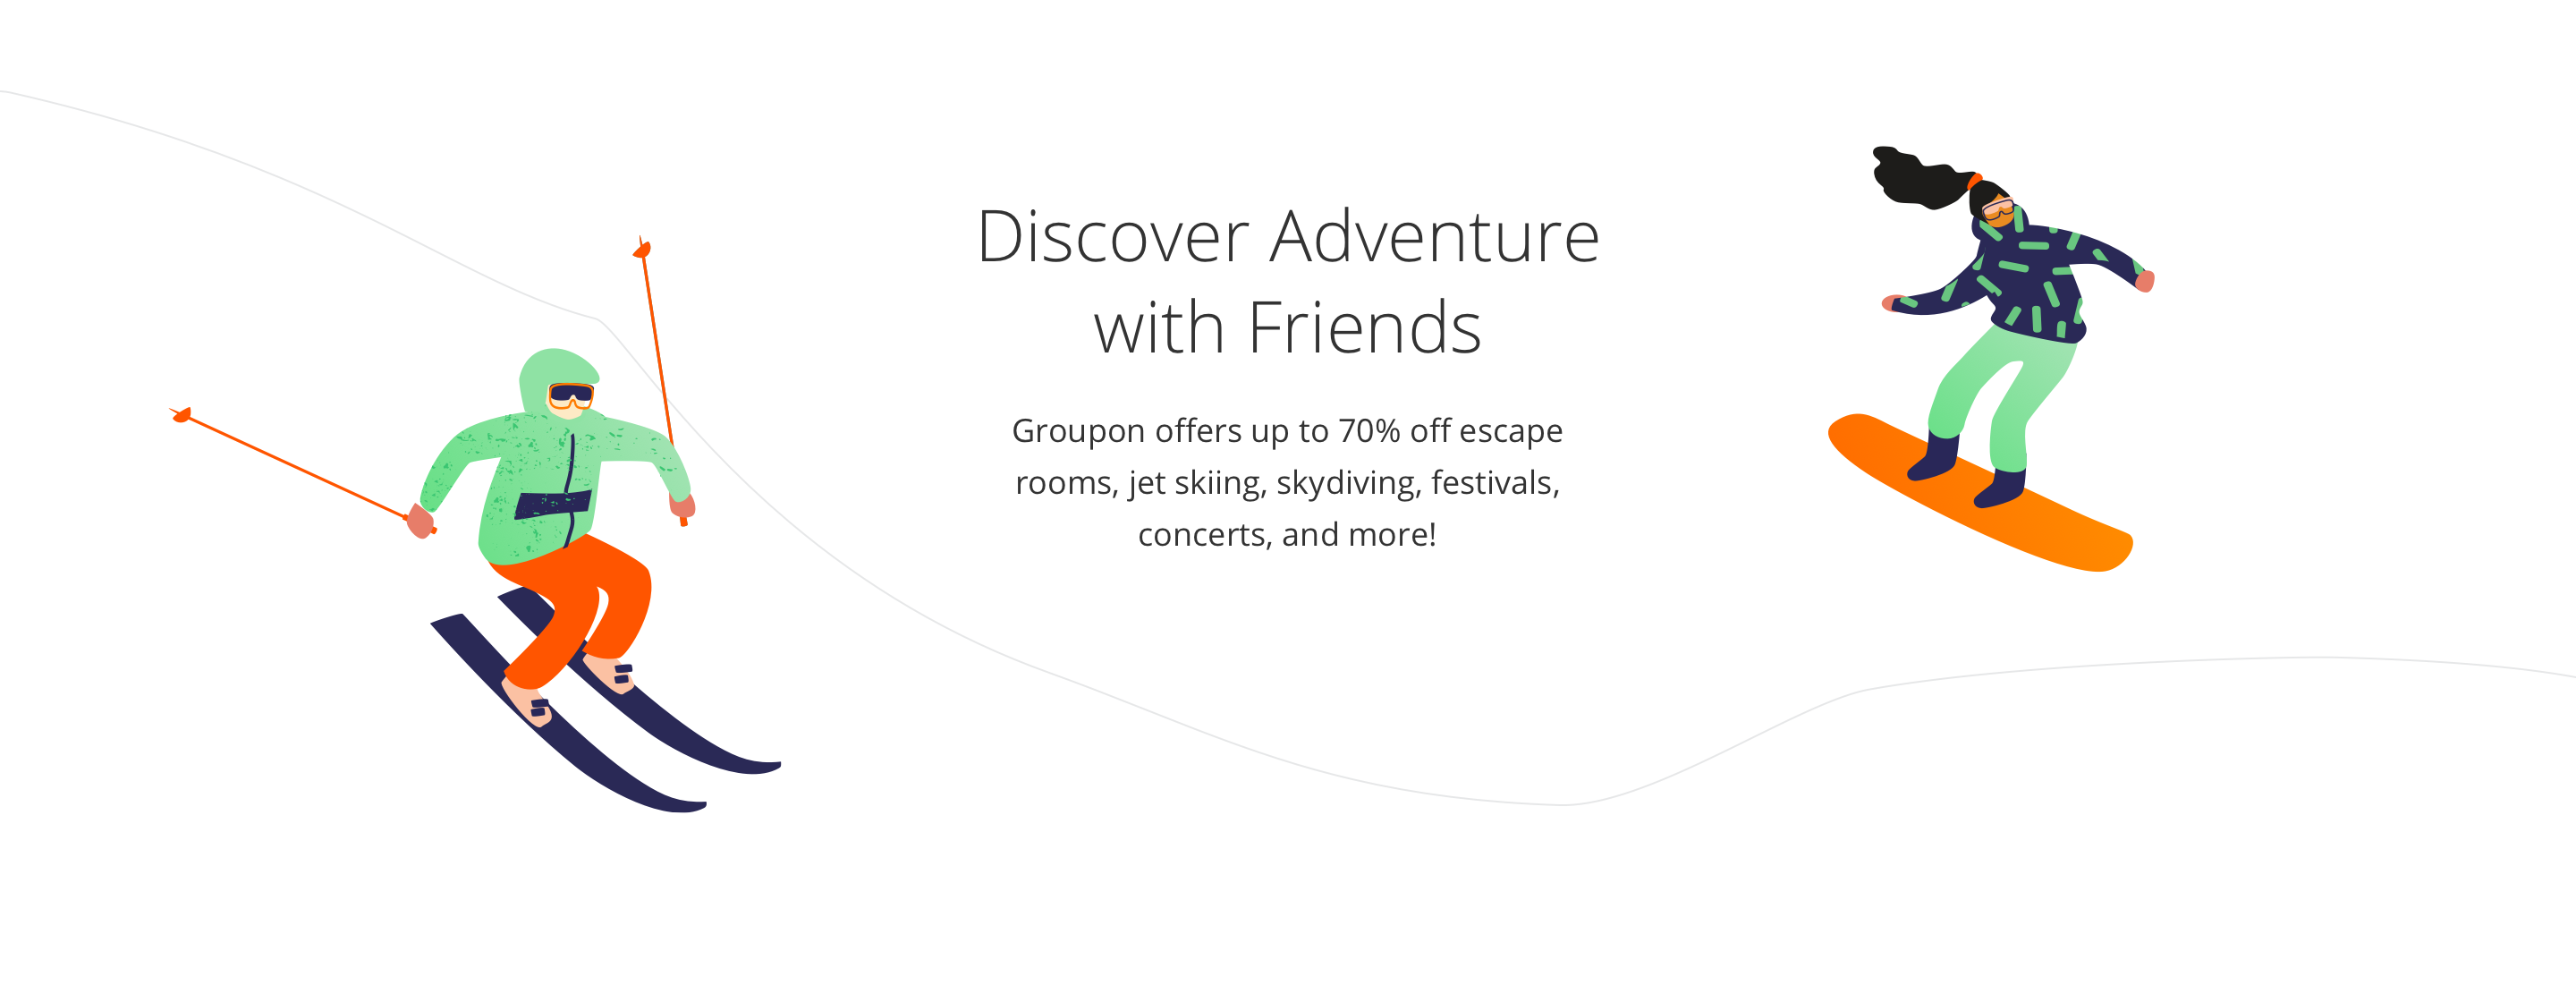 Discover Adventure
with Friends
Groupon offers up to 70% off escape
rooms, jet skiing, skydiving, festivals,
concerts, and more!